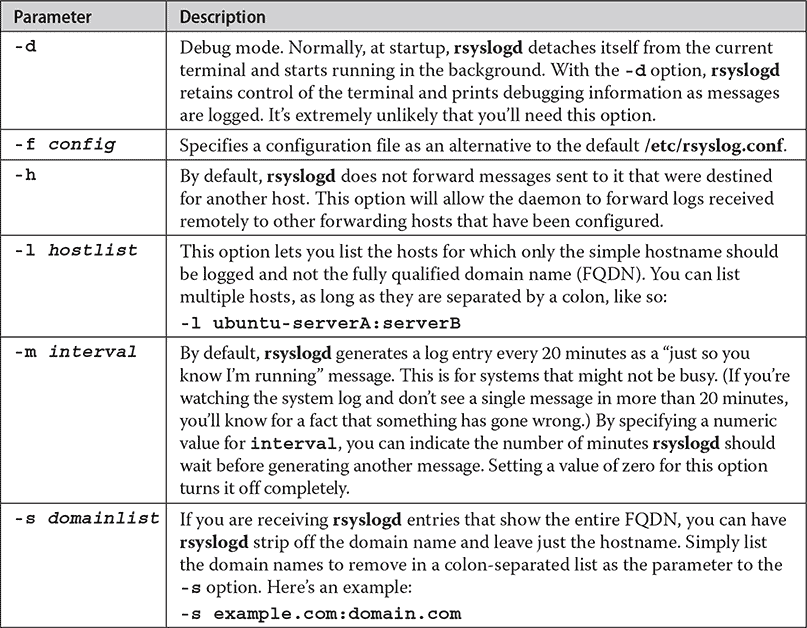 Parameter Description
-d Debug mode. Normally, at startup, rsyslogd detaches itself from the current
terminal and starts running in the background. With the -d option, rsyslogd
retains control of the terminal and prints debugging information as messages
are logged. It’s extremely unlikely that you’ll need this option.
-f config Specifies a configuration file as an alternative to the default /etc/rsyslog.conf.
-h By default, rsyslogd does not forward messages sent to it that were destined
for another host. This option will allow the daemon to forward logs received
remotely to other forwarding hosts that have been configured.
-l hostlist This option lets you list the hosts for which only the simple hostname should
be logged and not the fully qualified domain name (FQDN). You can list
multiple hosts, as long as they are separated by a colon, like so:
-l ubuntu-serverA:serverB
-m interval By default, rsyslogd generates a log entry every 20 minutes as a “just so you
know I’m running” message. This is for systems that might not be busy. (If you’re
watching the system log and don’t see a single message in more than 20 minutes,
you’ll know for a fact that something has gone wrong.) By specifying a numeric
value for interval, you can indicate the number of minutes rsyslogd should
wait before generating another message. Setting a value of zero for this option
turns it off completely.
-s domainlist If you are receiving rsyslogd entries that show the entire FQDN, you can have
rsyslogd strip off the domain name and leave just the hostname. Simply list
the domain names to remove in a colon-separated list as the parameter to the
-s option. Here’s an example:
-s example.com:domain.com